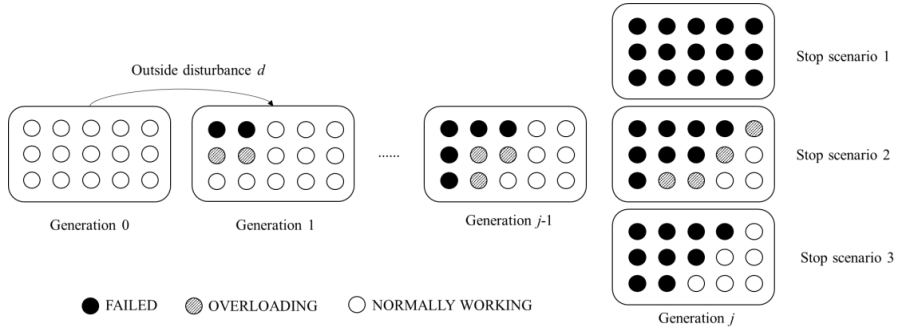 Stop scenario 1
Outside disturbance d
......
Stop scenario 2
Generation 0
Generation 1
Generation j-1
Stop scenario 3
FAILED
OVERLOADING
NORMALLY WORKING
Generation j